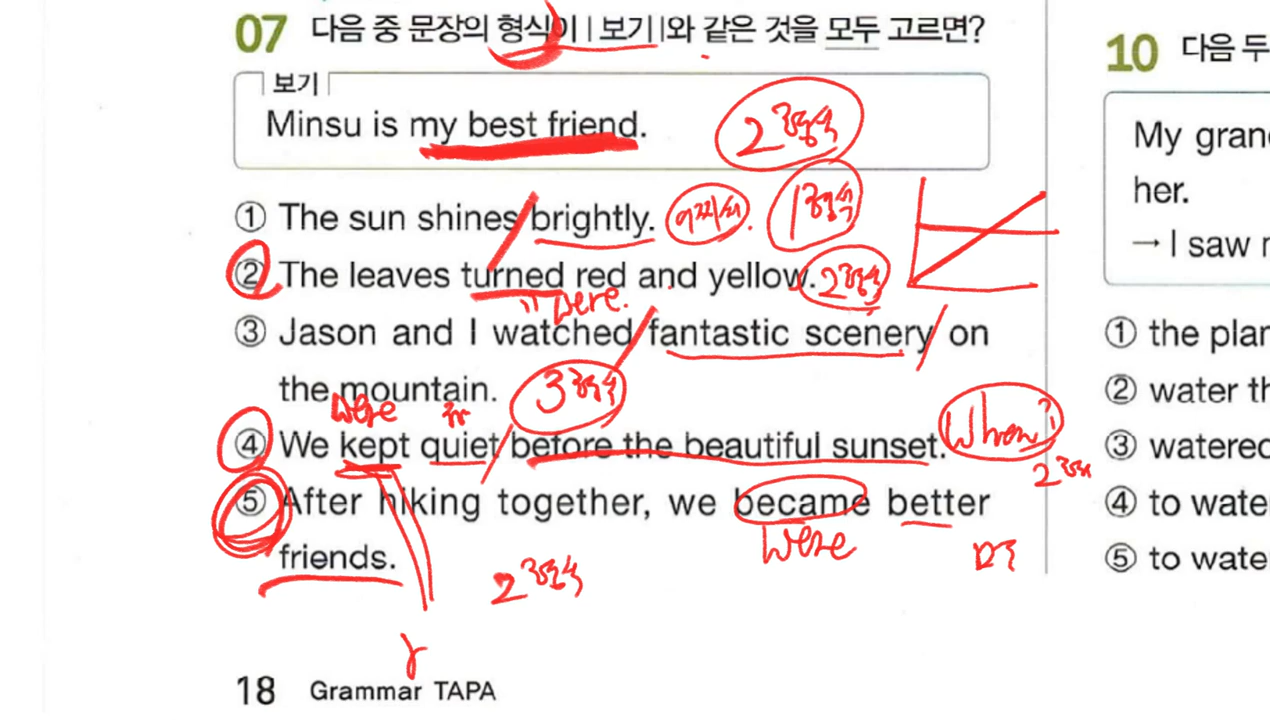 07 다음 중 문장의 형식이 |보기|와 같은 것을 모두 고르면?
보기
Minsu is my best friend.
2형식
① The sun shines brightly. 어찌씨. 1형식
② The leaves turned red and yellow. 2형식
were.
③ Jason and I watched fantastic scenery on
the mountain. 3형식
were
④ We kept quiet before the beautiful sunset. When?
2형식
⑤ After hiking together, we became better
were
friends.
2형식
18 Grammar TAPA
10 다음 두
My gran
her.
→ I saw
① the plan
② water th
③ watered
④ to wate
⑤ to wate